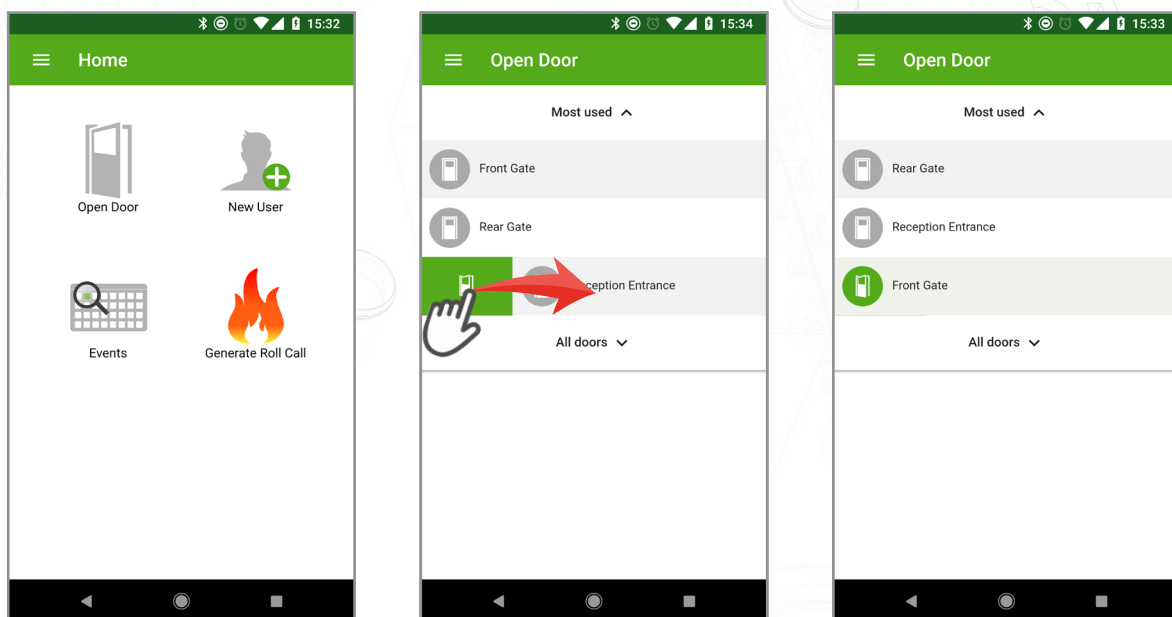 15:32
Home
Open Door
New User
Events
Generate Roll Call
15:34
Open Door
Most used
Front Gate
Rear Gate
ception Entrance
All doors
15:33
Open Door
Most used
Rear Gate
Reception Entrance
Front Gate
All doors